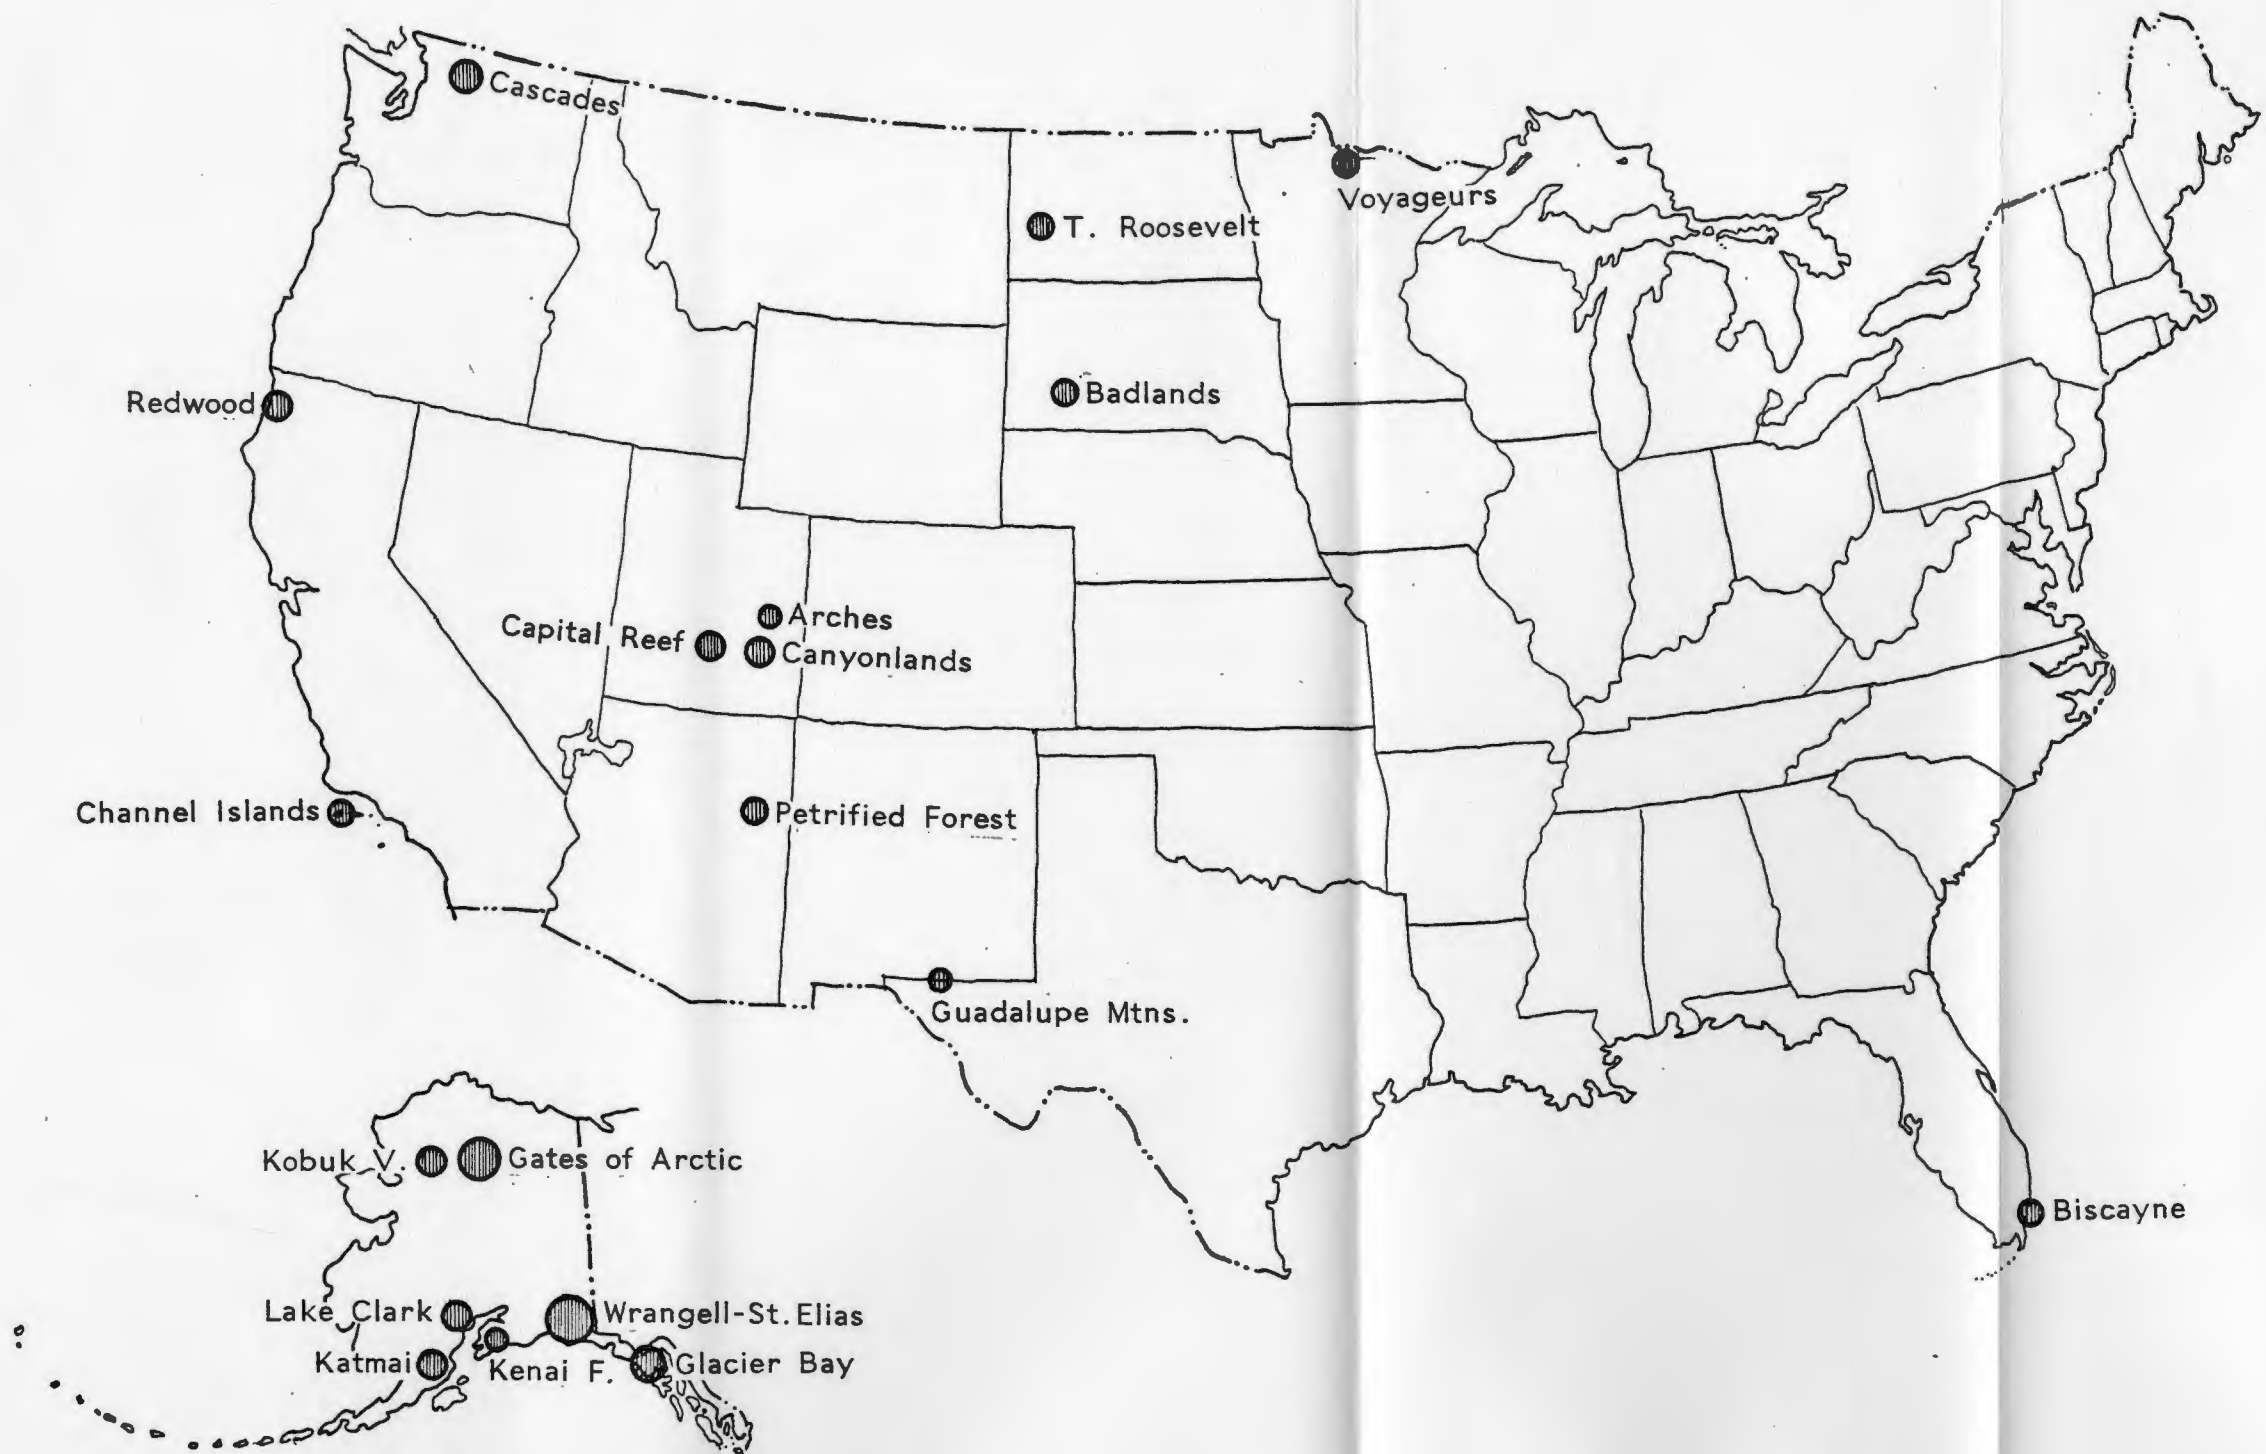 Cascades
Voyageurs
T. Roosevelt
Badlands
Redwood
Arches
Capital Reef
Canyonlands
Channel Islands
Petrified Forest
Guadalupe Mtns.
Kobuk V.
Gates of Arctic
Biscayne
Lake Clark
Wrangell-St. Elias
Katmai
Kenai F.
Glacier Bay